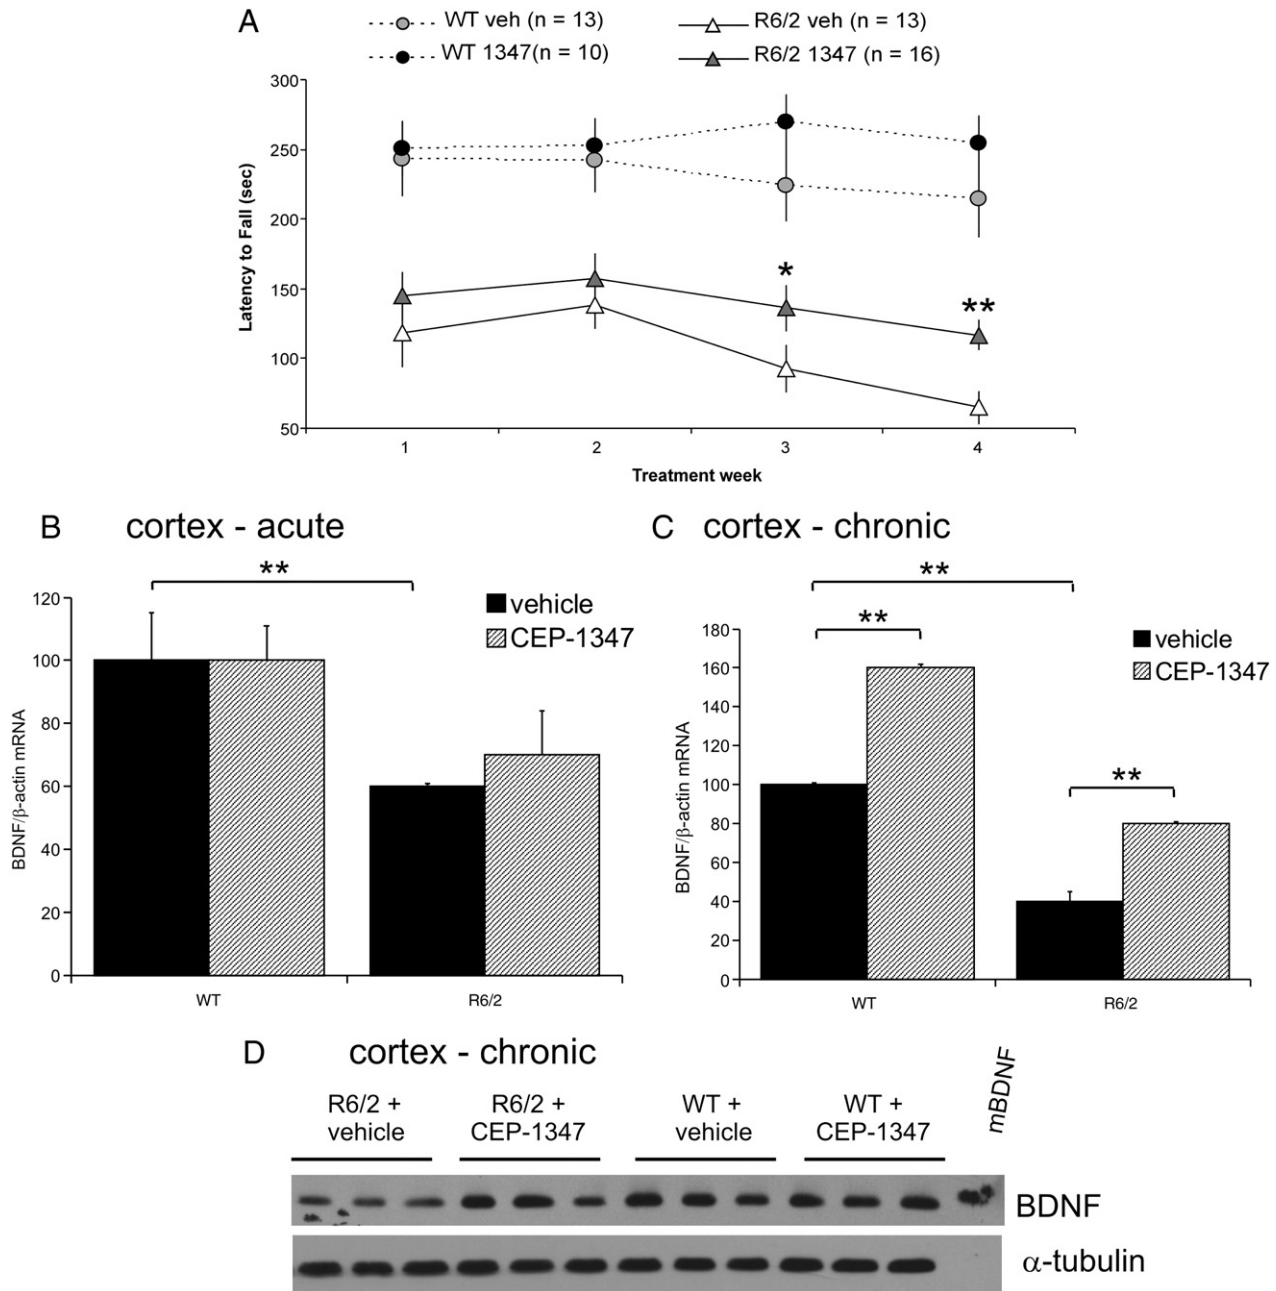 A
WT veh (n = 13)
R6/2 veh (n = 13)
WT 1347(n = 10)
R6/2 1347 (n = 16)
300
250
200
150
100
50
Latency to Fall (sec)
*
**
1 2 3 4
Treatment week
B cortex - acute
**
vehicle
CEP-1347
120
100
80
60
40
20
0
BDNF/β-actin mRNA
WT R6/2
C cortex - chronic
**
**
**
vehicle
CEP-1347
180
160
140
120
100
80
60
40
20
0
BDNF/β-actin mRNA
WT R6/2
D cortex - chronic
R6/2 +
vehicle
R6/2 +
CEP-1347
WT +
vehicle
WT +
CEP-1347
mBDNF
BDNF
α-tubulin